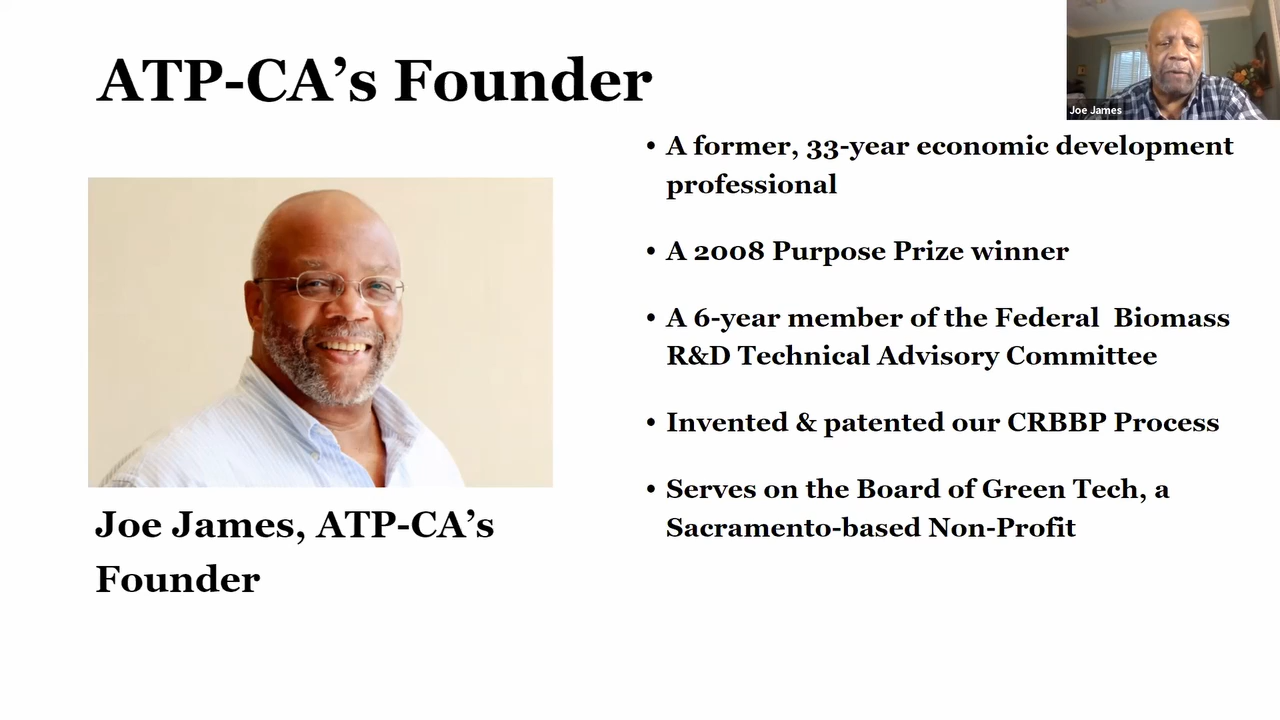 ATP-CA’s Founder
Joe James
• A former, 33-year economic development
professional
• A 2008 Purpose Prize winner
• A 6-year member of the Federal  Biomass
R&D Technical Advisory Committee
• Invented & patented our CRBBP Process
• Serves on the Board of Green Tech, a
Sacramento-based Non-Profit
Joe James, ATP-CA’s
Founder